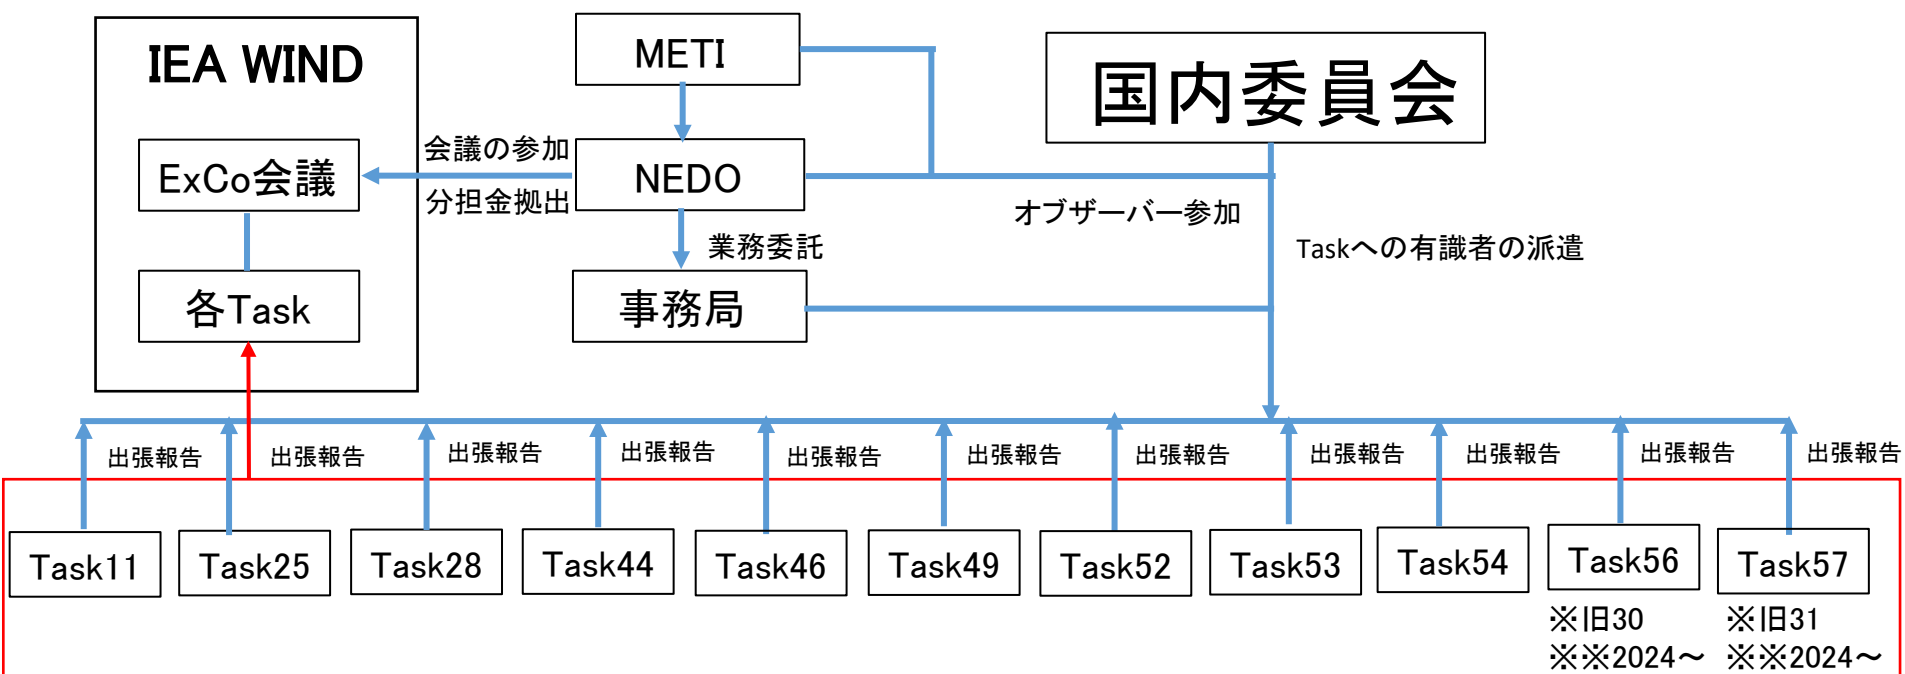 IEA WIND
METI
国内委員会
会議の参加
ExCo会議
NEDO
分担金拠出
オブザーバー参加
業務委託
Taskへの有識者の派遣
各Task
事務局
出張報告
出張報告
出張報告
出張報告
出張報告
出張報告
出張報告
出張報告
出張報告
出張報告
出張報告
Task11
Task25
Task28
Task44
Task46
Task49
Task52
Task53
Task54
Task56
Task57
※旧30
※旧31
※※2024～
※※2024～